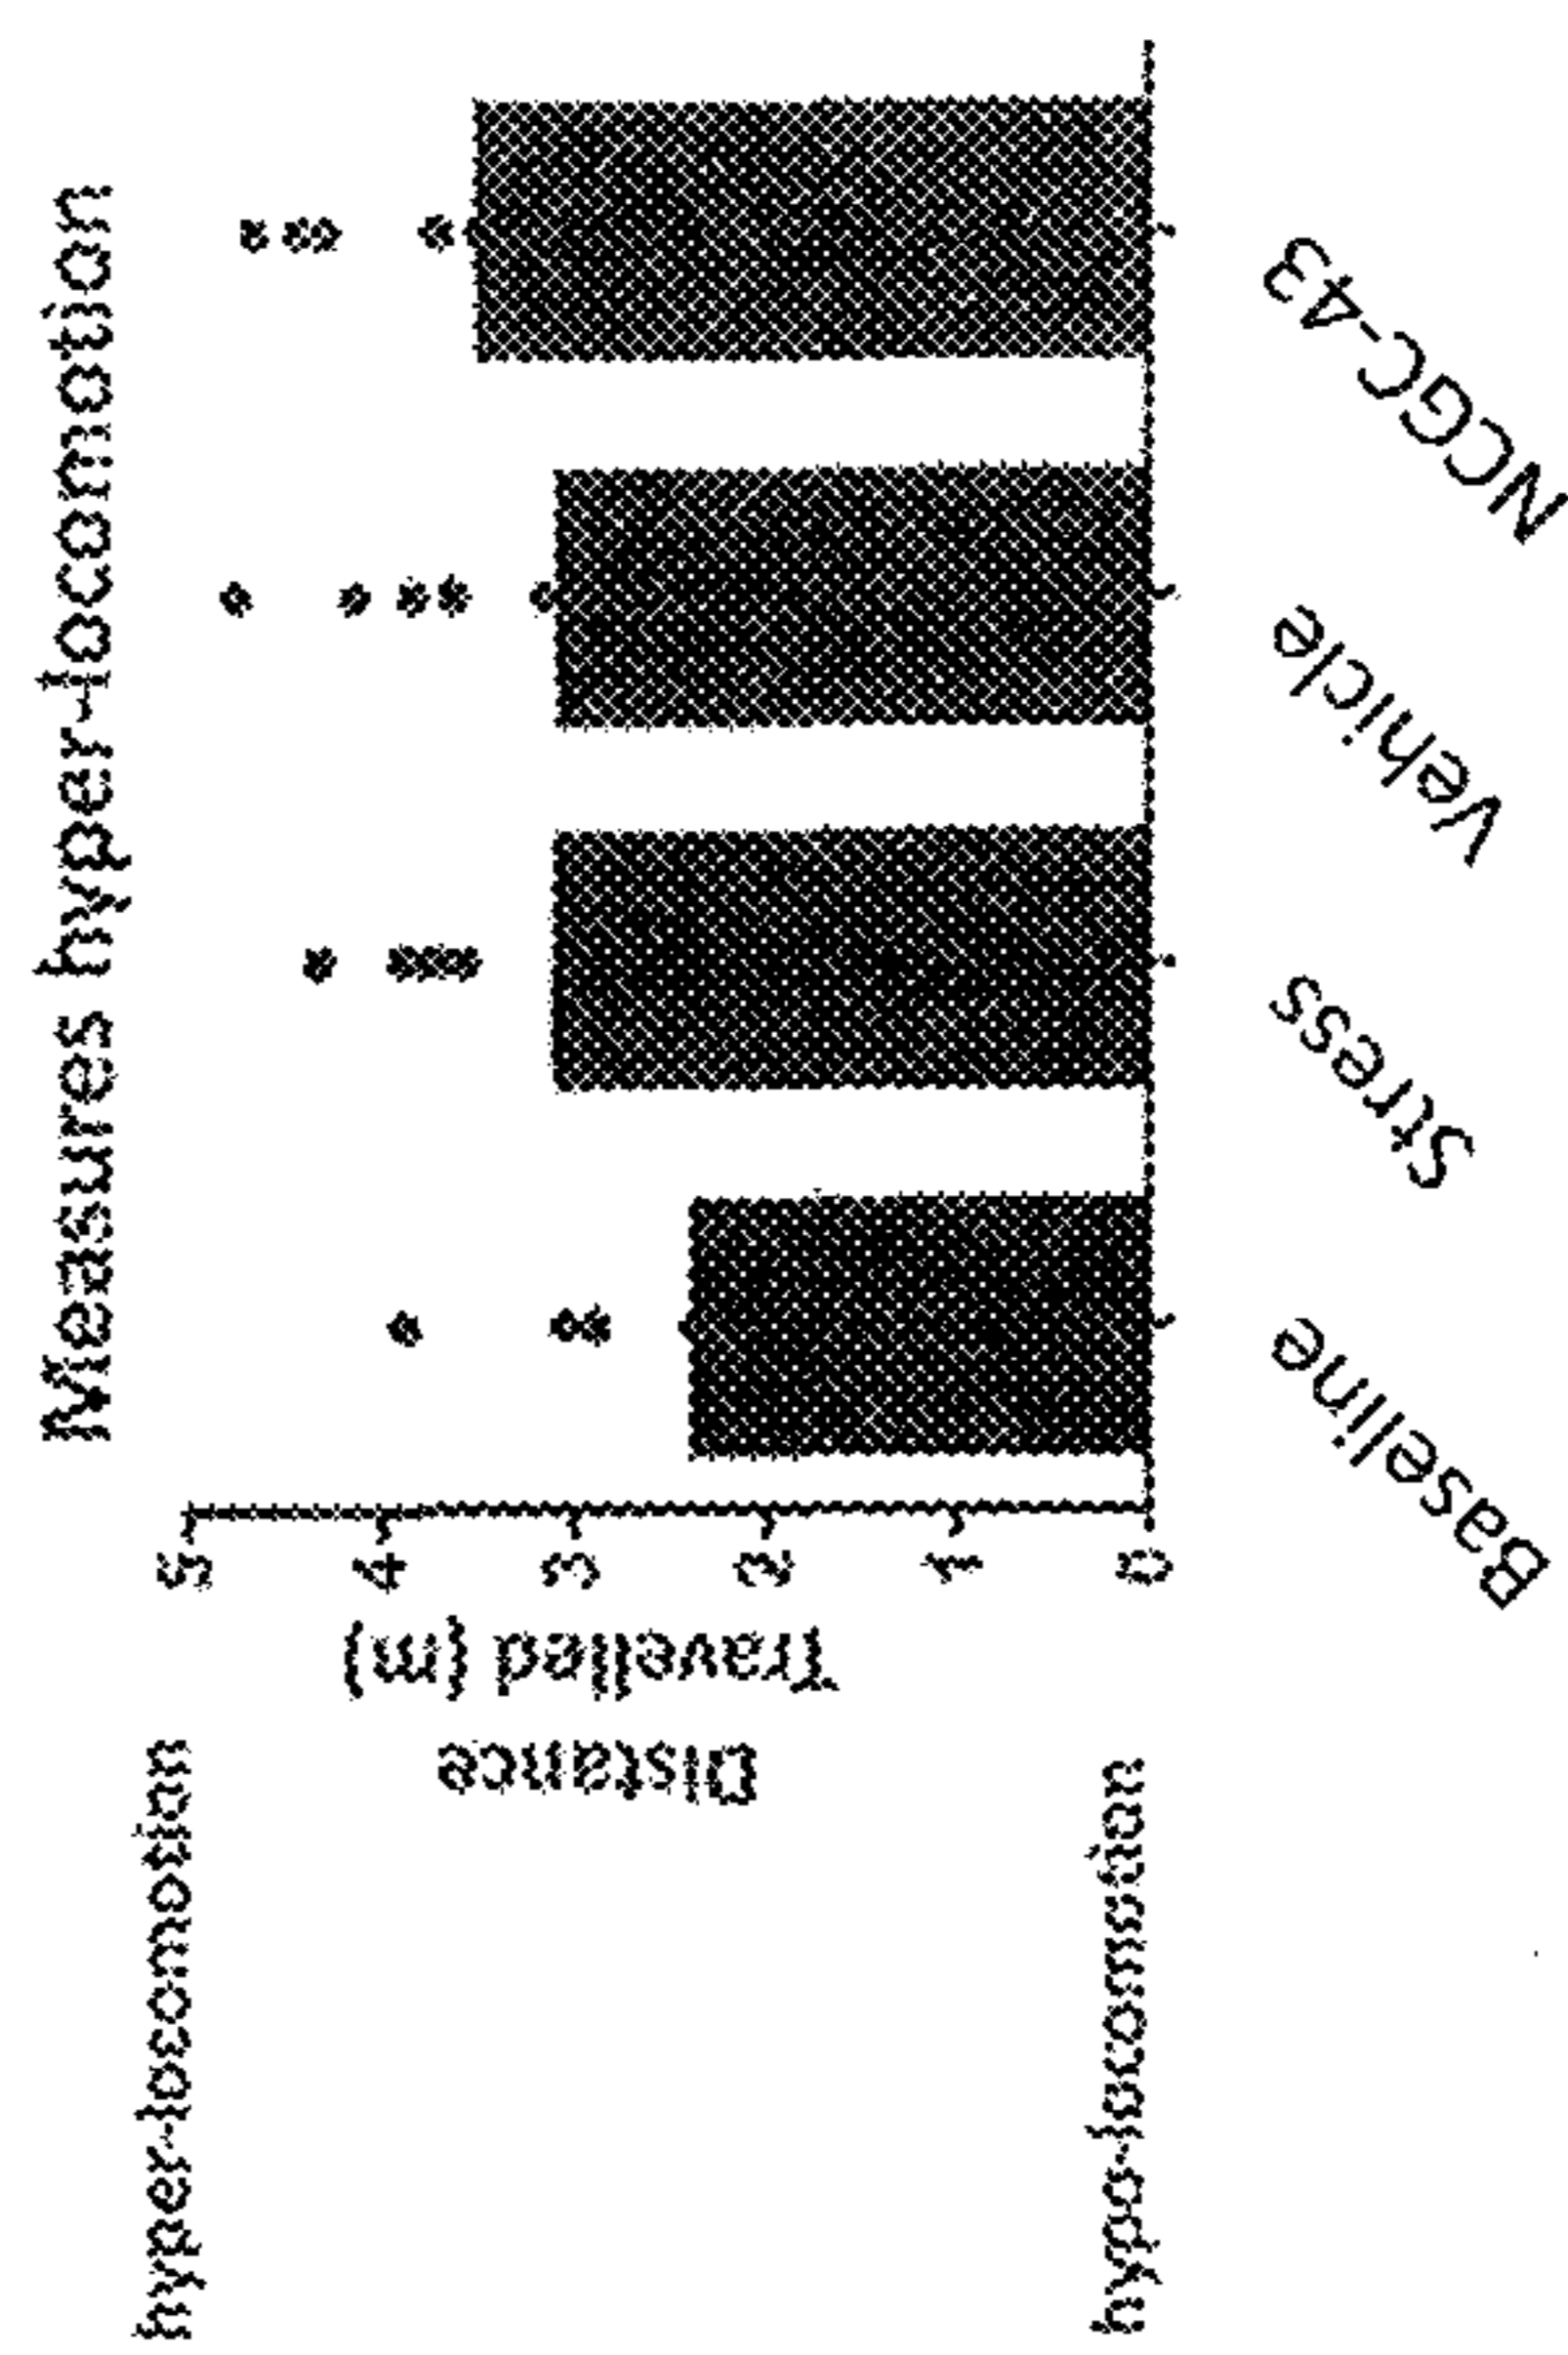 Measures hyper-locomotion
hyper-locomotion
Distance
Travelled (m)
5
4
3
2
1
0
hypo-locomotion
Baseline
Stress
Vehicle
NCGC-43